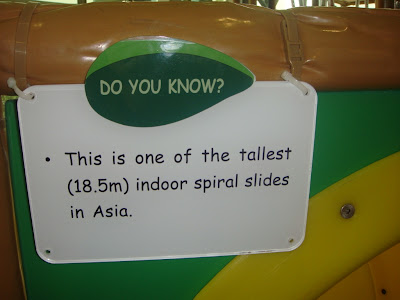 DO YOU KNOW?
• This is one of the tallest
(18.5m) indoor spiral slides
in Asia.